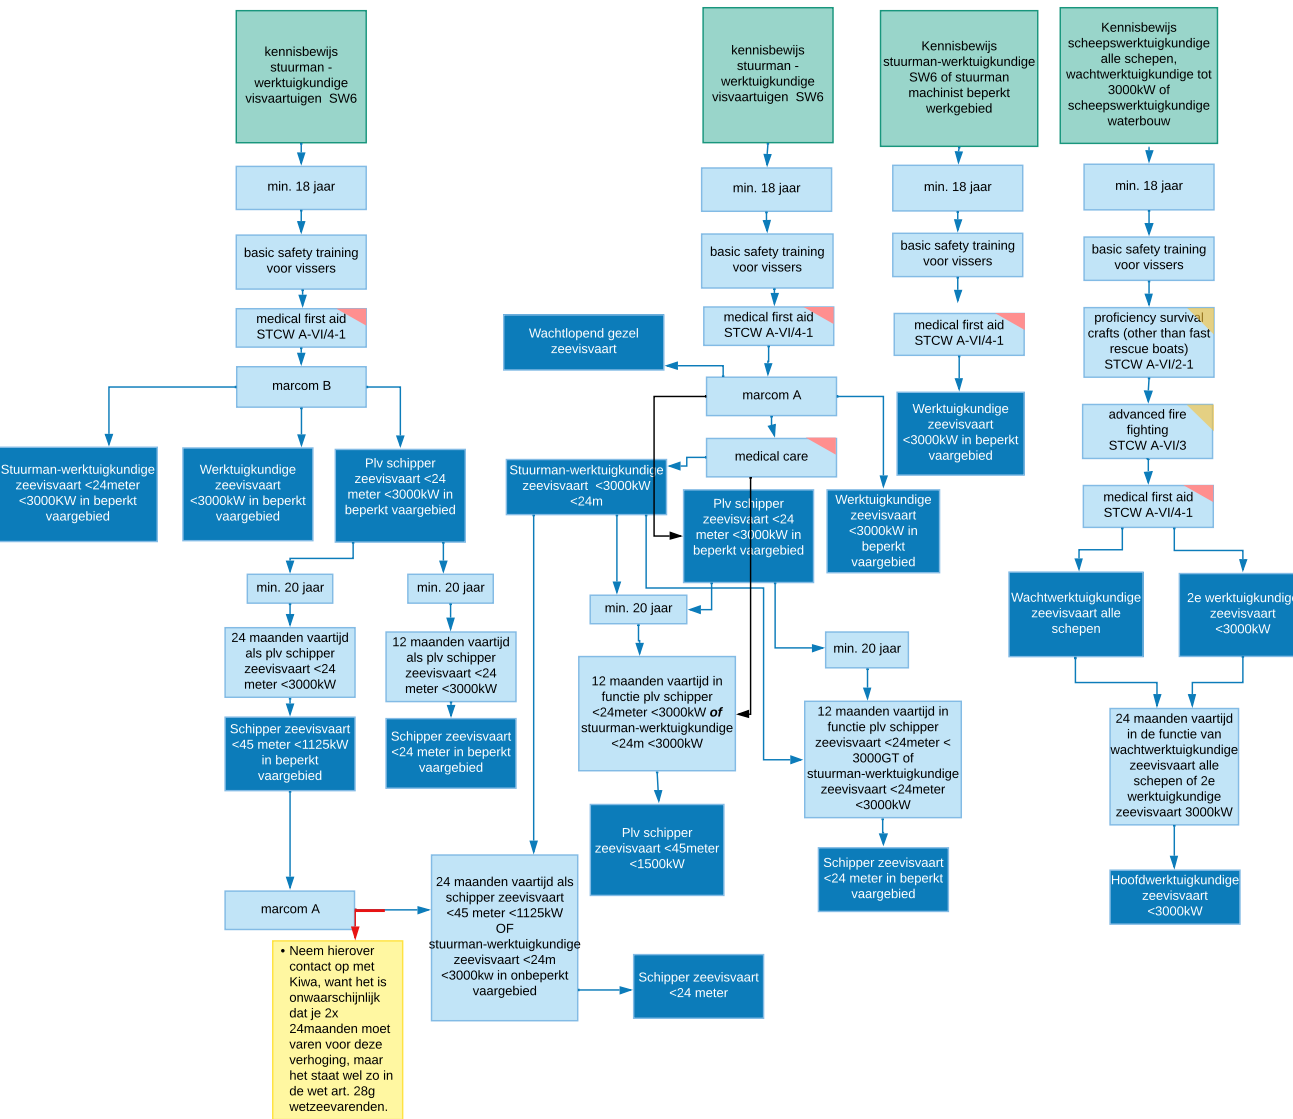 kennisbewijs
stuurman -
werktuigkundige
visvaartuigen  SW6
min. 18 jaar
basic safety training
voor vissers
medical first aid
STCW A-VI/4-1
marcom B
Stuurman-werktuigkundige
zeevisvaart <24meter
<3000KW in beperkt
vaargebied
Werktuigkundige
zeevisvaart
<3000kW in beperkt
vaargebied
Plv schipper
zeevisvaart <24
meter <3000kW in
beperkt vaargebied
min. 20 jaar
24 maanden vaartijd
als plv schipper
zeevisvaart <24
meter <3000kW
Schipper zeevisvaart
<45 meter <1125kW
in beperkt
vaargebied
min. 20 jaar
12 maanden vaartijd
als plv schipper
zeevisvaart <24
meter <3000kW
Schipper zeevisvaart
<24 meter in beperkt
vaargebied
marcom A
• Neem hierover
contact op met
Kiwa, want het is
onwaarschijnlijk
dat je 2x
24maanden moet
varen voor deze
verhoging, maar
het staat wel zo in
de wet art. 28g
wetzeevarenden.
kennisbewijs
stuurman -
werktuigkundige
visvaartuigen  SW6
min. 18 jaar
basic safety training
voor vissers
medical first aid
STCW A-VI/4-1
Wachtlopend gezel
zeevisvaart
marcom A
medical care
Stuurman-werktuigkundige
zeevisvaart  <3000kW
<24m
Plv schipper
zeevisvaart <24
meter <3000kW in
beperkt vaargebied
Werktuigkundige
zeevisvaart
<3000kW in
beperkt
vaargebied
min. 20 jaar
12 maanden vaartijd in
functie plv schipper
<24meter <3000kW of
stuurman-werktuigkundige
<24m <3000kW
Plv schipper
zeevisvaart <45meter
<1500kW
min. 20 jaar
12 maanden vaartijd in
functie plv schipper
zeevisvaart <24meter <
3000GT of
stuurman-werktuigkundige
zeevisvaart <24meter
<3000kW
Schipper zeevisvaart
<24 meter in beperkt
vaargebied
24 maanden vaartijd als
schipper zeevisvaart
<45 meter <1125kW
OF
stuurman-werktuigkundige
zeevisvaart <24m
<3000kw in onbeperkt
vaargebied
Schipper zeevisvaart
<24 meter
Kennisbewijs
stuurman-werktuigkundige
SW6 of stuurman
machinist beperkt
werkgebied
min. 18 jaar
basic safety training
voor vissers
medical first aid
STCW A-VI/4-1
Werktuigkundige
zeevisvaart
<3000kW in beperkt
vaargebied
Kennisbewijs
scheepswerktuigkundige
alle schepen,
wachtwerktuigkundige tot
3000kW of
scheepswerktuigkundige
waterbouw
min. 18 jaar
basic safety training
voor vissers
proficiency survival
crafts (other than fast
rescue boats)
STCW A-VI/2-1
advanced fire
fighting
STCW A-VI/3
medical first aid
STCW A-VI/4-1
Wachtwerktuigkundige
zeevisvaart alle
schepen
2e werktuigkundige
zeevisvaart
<3000kW
24 maanden vaartijd
in de functie van
wachtwerktuigkundige
zeevisvaart alle
schepen of 2e
werktuigkundige
zeevisvaart 3000kW
Hoofdwerktuigkundige
zeevisvaart
<3000kW